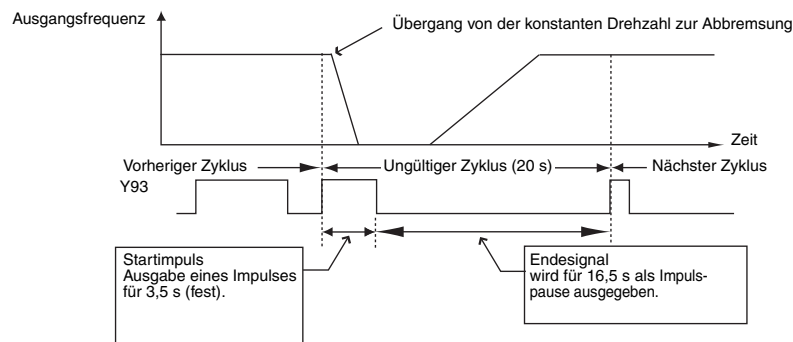 Ausgangsfrequenz
Übergang von der konstanten Drehzahl zur Abbremsung
Zeit
Vorheriger Zyklus
Ungültiger Zyklus (20 s)
Nächster Zyklus
Y93
Startimpuls
Ausgabe eines Impulses
für 3,5 s (fest).
Endesignal
wird für 16,5 s als Impuls-
pause ausgegeben.